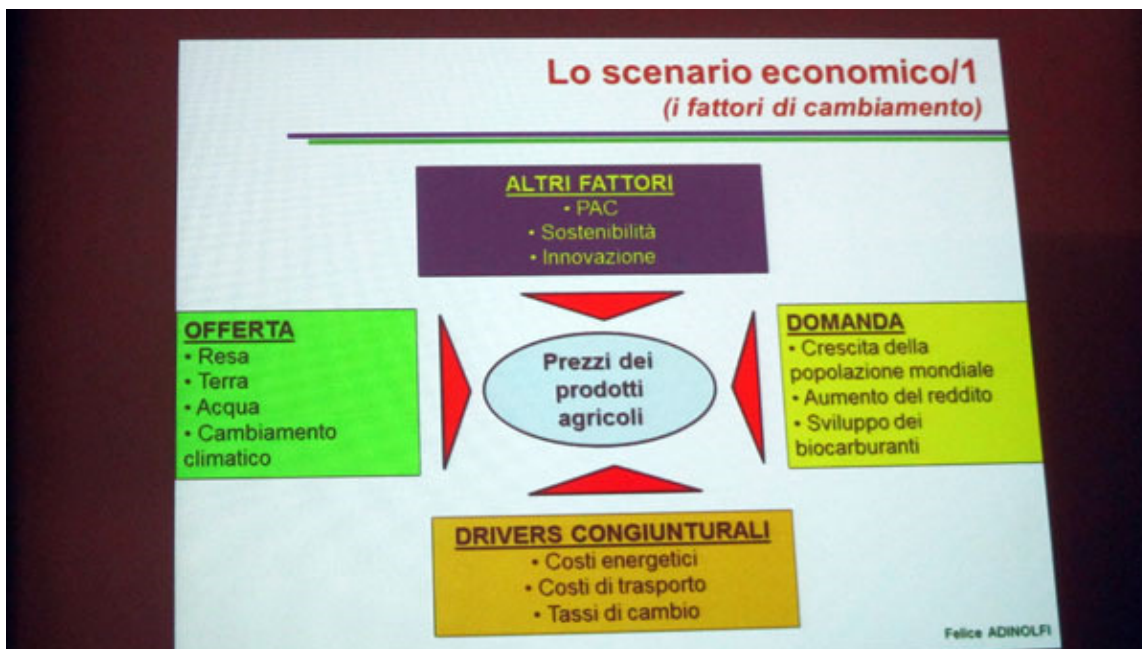 Lo scenario economico/1
(i fattori di cambiamento)
ALTRI FATTORI
• PAC
• Sostenibilità
• Innovazione
OFFERTA
• Resa
• Terra
• Acqua
• Cambiamento
climatico
Prezzi dei
prodotti
agricoli
DOMANDA
• Crescita della
popolazione mondiale
• Aumento del reddito
• Sviluppo dei
biocarburanti
DRIVERS CONGIUNTURALI
• Costi energetici
• Costi di trasporto
• Tassi di cambio
Felice ADINOLFI